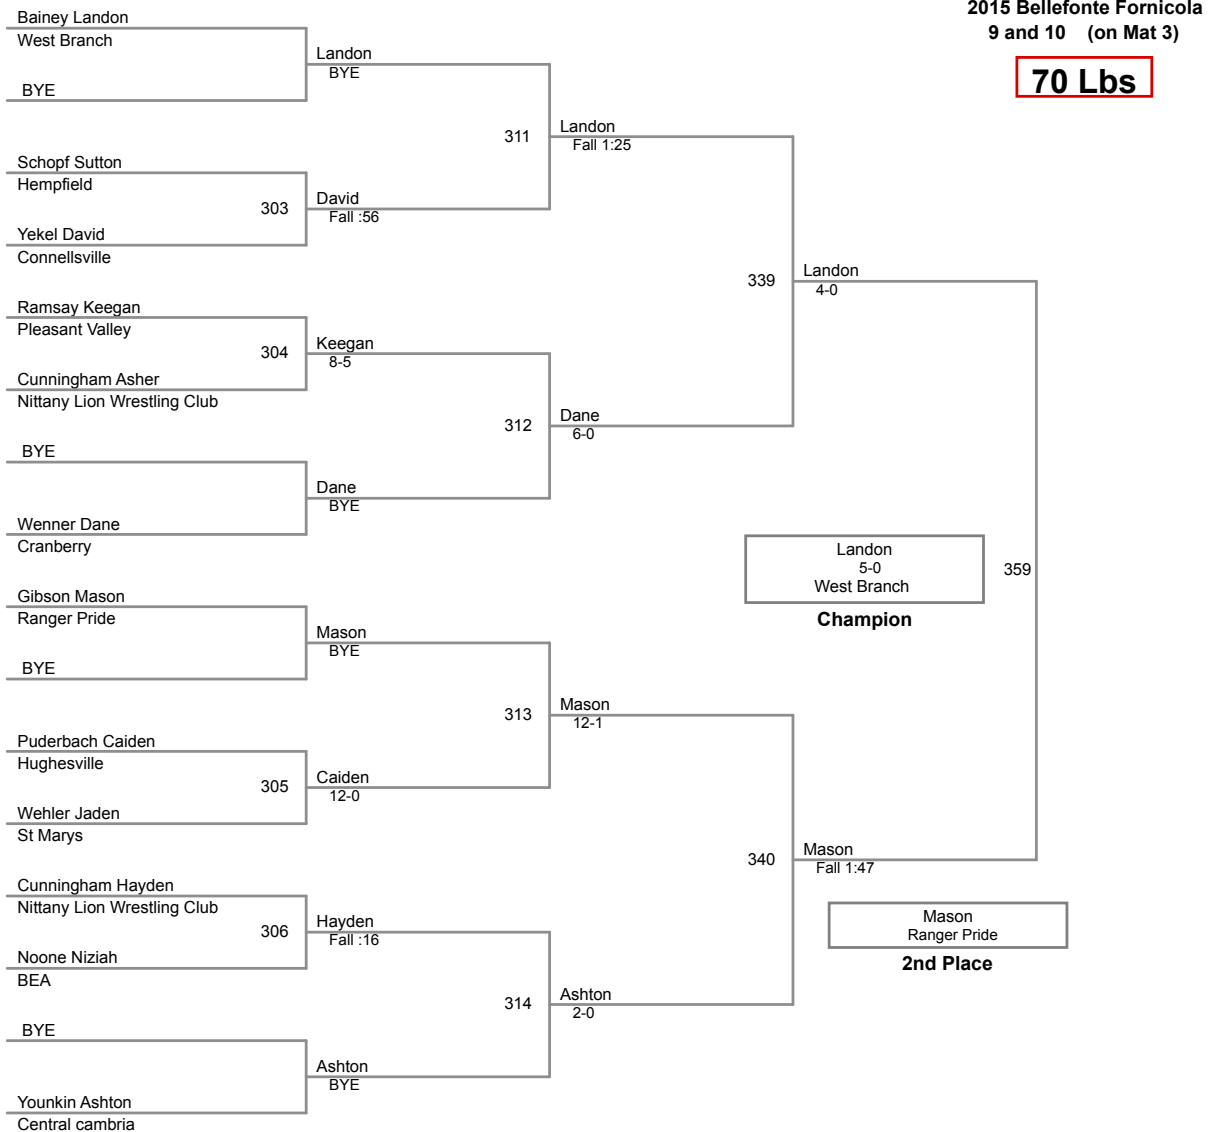 2015 Bellefonte Fornicola
9 and 10 (on Mat 3)
70 Lbs
Bainey Landon
West Branch
BYE
Schopf Sutton
Hempfield
303
Yekel David
Connellsville
Ramsay Keegan
Pleasant Valley
304
Cunningham Asher
Nittany Lion Wrestling Club
BYE
Wenner Dane
Cranberry
Gibson Mason
Ranger Pride
BYE
Puderbach Caiden
Hughesville
305
Wehler Jaden
St Marys
Cunningham Hayden
Nittany Lion Wrestling Club
306
Noone Niziah
BEA
BYE
Younkin Ashton
Central cambria
Landon
BYE
311
David
Fall :56
Keegan
8-5
312
Dane
BYE
Mason
BYE
313
Caiden
12-0
Hayden
Fall :16
314
Ashton
BYE
Landon
Fall 1:25
339
Dane
6-0
Mason
12-1
340
Ashton
2-0
Landon
4-0
359
Mason
Fall 1:47
Landon
5-0
West Branch
Champion
Mason
Ranger Pride
2nd Place